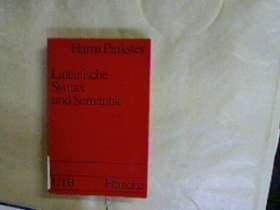 Harm Pinkster
Lateinische
Syntax
und Semantik
UTB
Francke